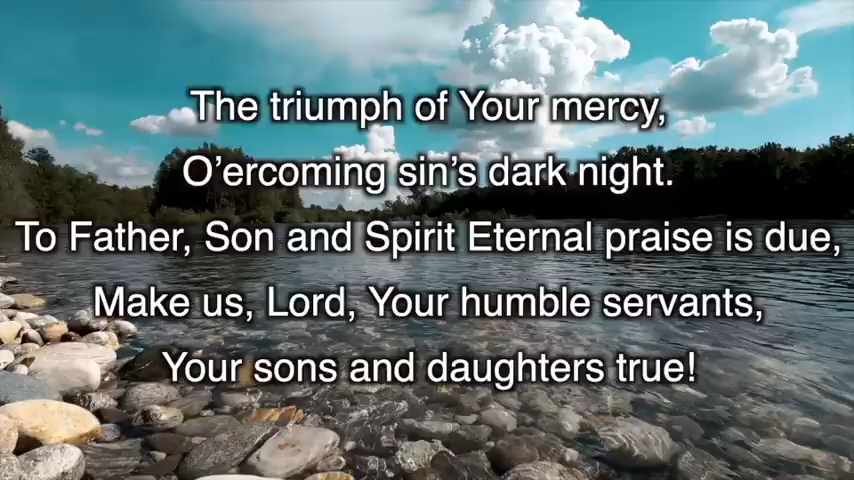 The triumph of Your mercy,
O’ercoming sin’s dark night.
To Father, Son and Spirit Eternal praise is due,
Make us, Lord, Your humble servants,
Your sons and daughters true!